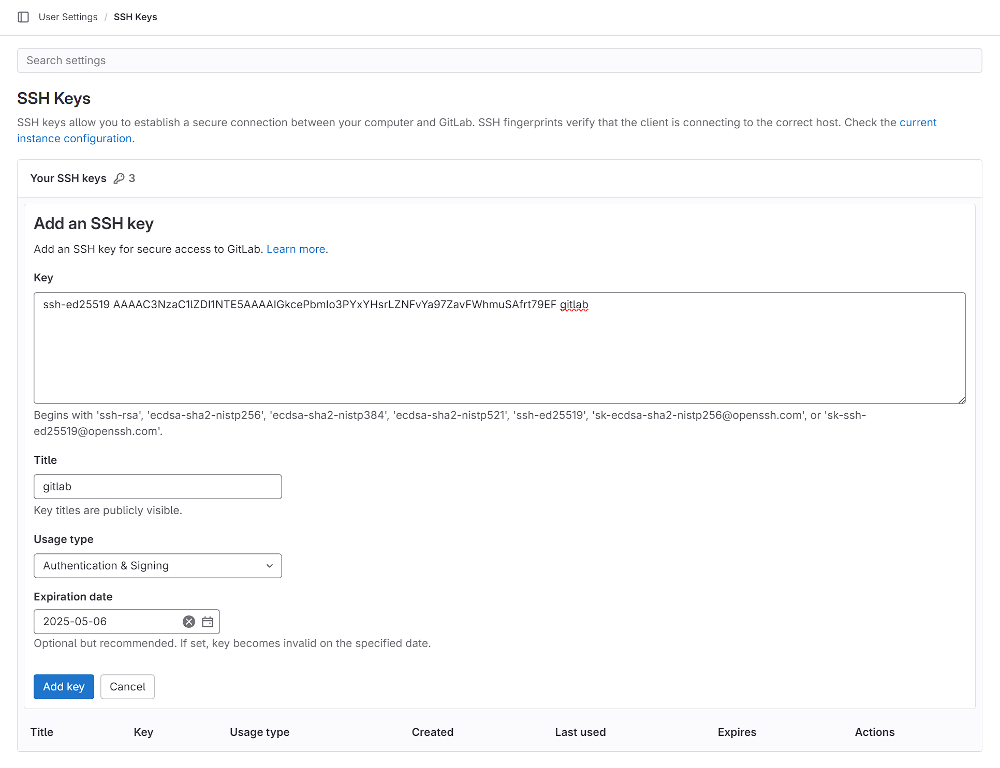 User Settings / SSH Keys
Search settings
SSH Keys
SSH keys allow you to establish a secure connection between your computer and GitLab. SSH fingerprints verify that the client is connecting to the correct host. Check the current
instance configuration.
Your SSH keys 3
Add an SSH key
Add an SSH key for secure access to GitLab. Learn more.
Key
ssh-ed25519 AAAAC3NzaC1lZDI1NTE5AAAAIGkcePbmIo3PYxYHsrLZNFvYa97ZavFWhmuSAfrt79EF gitlab
Begins with 'ssh-rsa', 'ecdsa-sha2-nistp256', 'ecdsa-sha2-nistp384', 'ecdsa-sha2-nistp521', 'ssh-ed25519', 'sk-ecdsa-sha2-nistp256@openssh.com', or 'sk-ssh-
ed25519@openssh.com'.
Title
gitlab
Key titles are publicly visible.
Usage type
Authentication & Signing
Expiration date
2025-05-06
Optional but recommended. If set, key becomes invalid on the specified date.
Add key Cancel
Title Key Usage type Created Last used Expires Actions